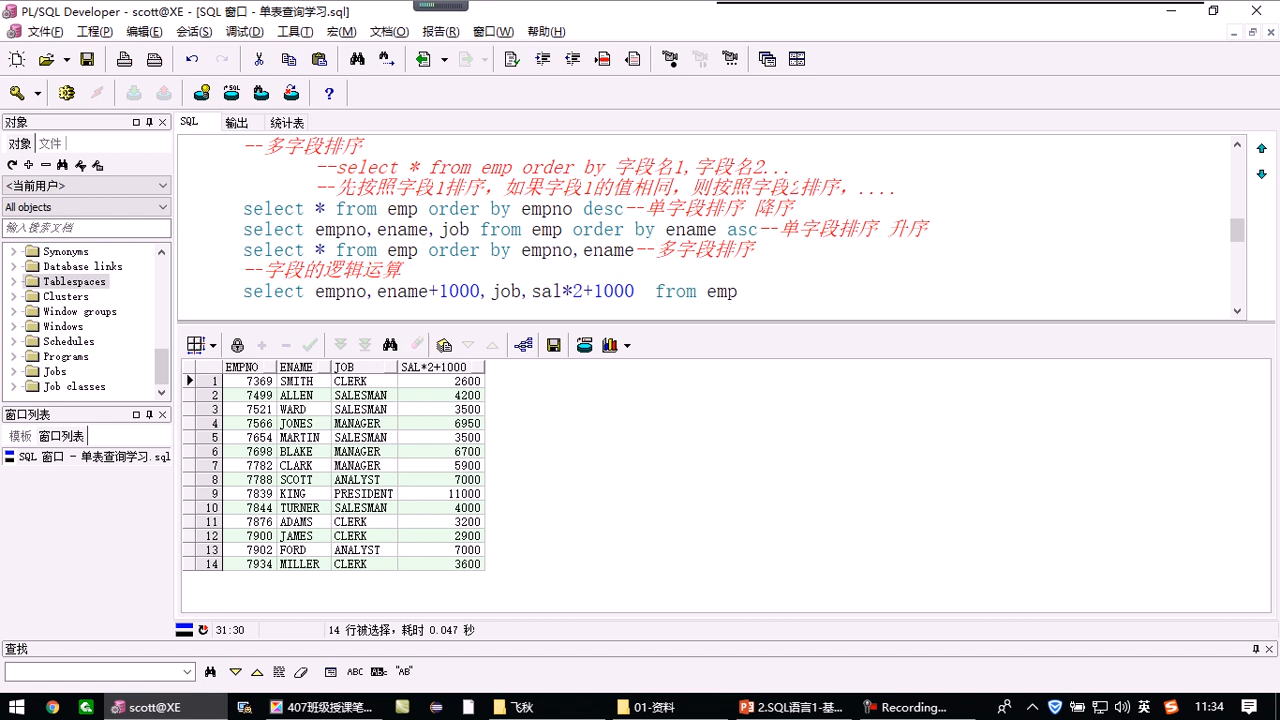 PL/SQL Developer - scott@XE - [SQL 窗口 - 单表查询学习.sql]
文件(F) 工程(P) 编辑(E) 会话(S) 调试(D) 工具(T) 宏(M) 文档(O) 报告(R) 窗口(W) 帮助(H)
对象
对象 文件
<当前用户>
All objects
输入搜索文档
Synonyms
Database links
Tablespaces
Clusters
Window groups
Windows
Schedules
Programs
Jobs
Job classes
窗口列表
模板 窗口列表
SQL 窗口 - 单表查询学习.sql
SQL 输出 统计表
--多字段排序
--select * from emp order by 字段名1,字段名2...
--先按照字段1排序，如果字段1的值相同，则按照字段2排序，....
select * from emp order by empno desc--单字段排序 降序
select empno,ename,job from emp order by ename asc--单字段排序 升序
select * from emp order by empno,ename--多字段排序
--字段的逻辑运算
select empno,ename+1000,job,sal*2+1000 from emp
EMPNO ENAME JOB SAL*2+1000
1 7369 SMITH CLERK 2600
2 7499 ALLEN SALESMAN 4200
3 7521 WARD SALESMAN 3500
4 7566 JONES MANAGER 6950
5 7654 MARTIN SALESMAN 3500
6 7698 BLAKE MANAGER 6700
7 7782 CLARK MANAGER 5900
8 7788 SCOTT ANALYST 7000
9 7839 KING PRESIDENT 11000
10 7844 TURNER SALESMAN 4000
11 7876 ADAMS CLERK 3200
12 7900 JAMES CLERK 2900
13 7902 FORD ANALYST 7000
14 7934 MILLER CLERK 3600
31:30 14 行被选择，耗时 0.047 秒
查找
ABC ABc "AB"
scott@XE 407班级授课笔... 飞秋 01-资料 2.SQL语言1-基... Recording... 英 11:34